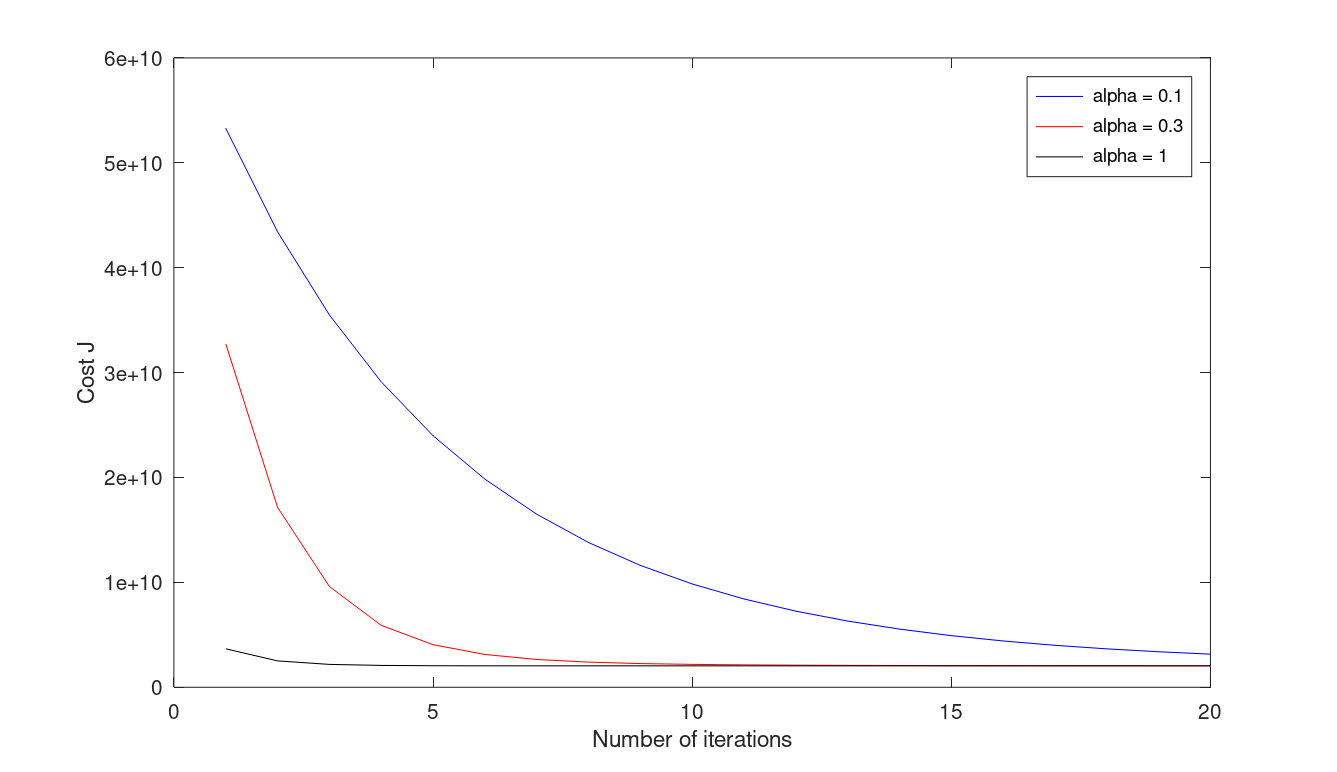 6e+10
5e+10
4e+10
3e+10
2e+10
1e+10
0
Cost J
0 5 10 15 20
Number of iterations
alpha = 0.1
alpha = 0.3
alpha = 1